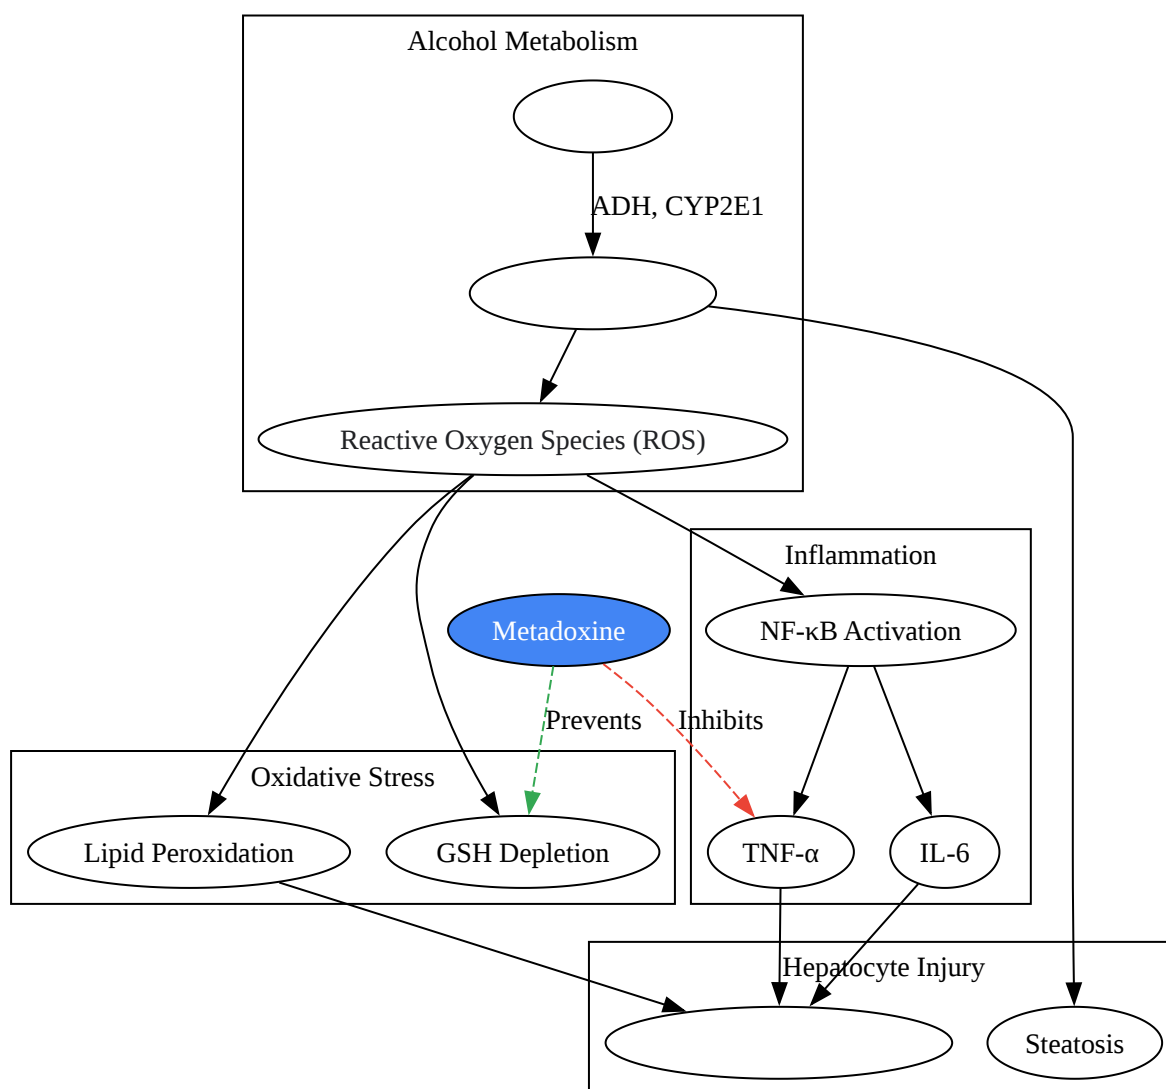 Alcohol Metabolism
ADH, CYP2E1
Reactive Oxygen Species (ROS)
Inflammation
Metadoxine
NF-κB Activation
Prevents
Inhibits
Oxidative Stress
Lipid Peroxidation
GSH Depletion
TNF-α
IL-6
Hepatocyte Injury
Steatosis